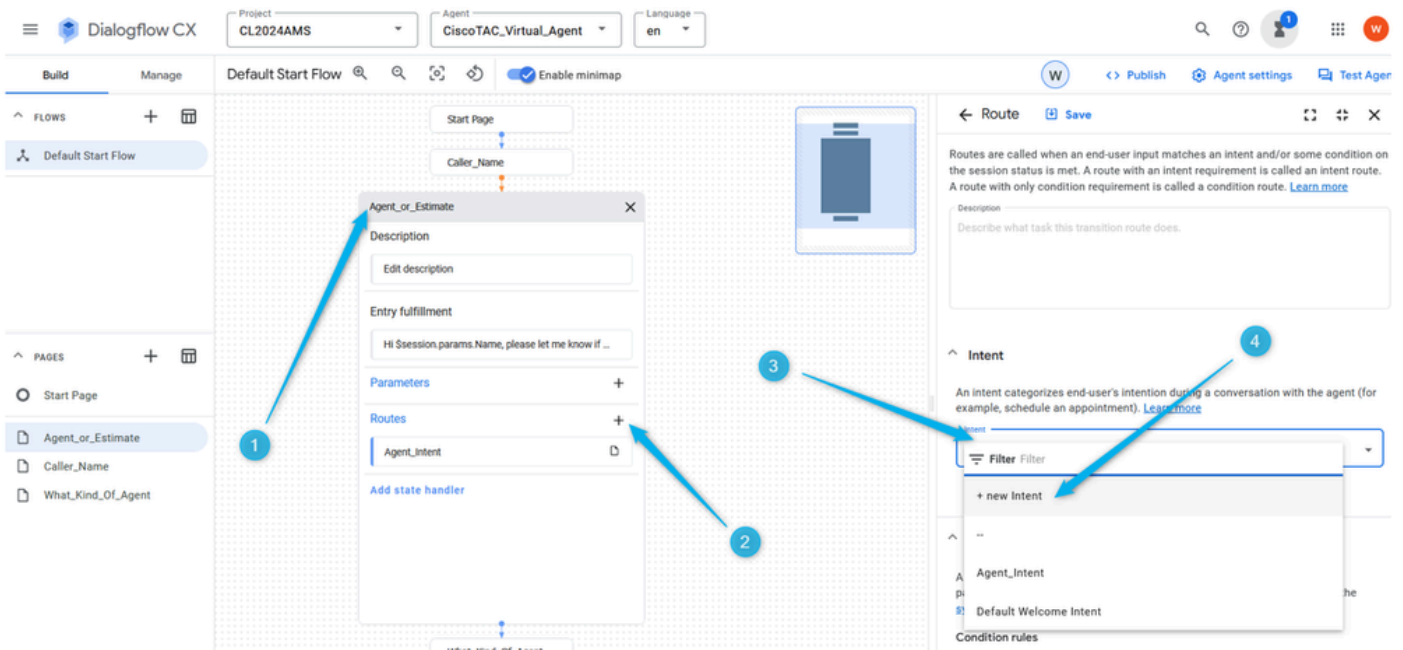 Dialogflow CX
Project
CL2024AMS
Agent
CiscoTAC_Virtual_Agent
Language
en
1
W
Build
Manage
Default Start Flow
Enable minimap
W
<> Publish
Agent settings
Test Agen
FLOWS
Default Start Flow
Start Page
Caller_Name
Agent_or_Estimate
Description
Edit description
Entry fulfillment
Hi $session.params.Name, please let me know if ...
Parameters
Routes
Agent_Intent
Add state handler
What_Kind_Of_Agent
PAGES
Start Page
Agent_or_Estimate
Caller_Name
What_Kind_Of_Agent
1
2
3
4
Route
Save
Routes are called when an end-user input matches an intent and/or some condition on
the session status is met. A route with an intent requirement is called an intent route.
A route with only condition requirement is called a condition route. Learn more
Description
Describe what task this transition route does.
Intent
An intent categorizes end-user's intention during a conversation with the agent (for
example, schedule an appointment). Learn more
Intent
Filter Filter
+ new Intent
--
Agent_Intent
Default Welcome Intent
Condition rules